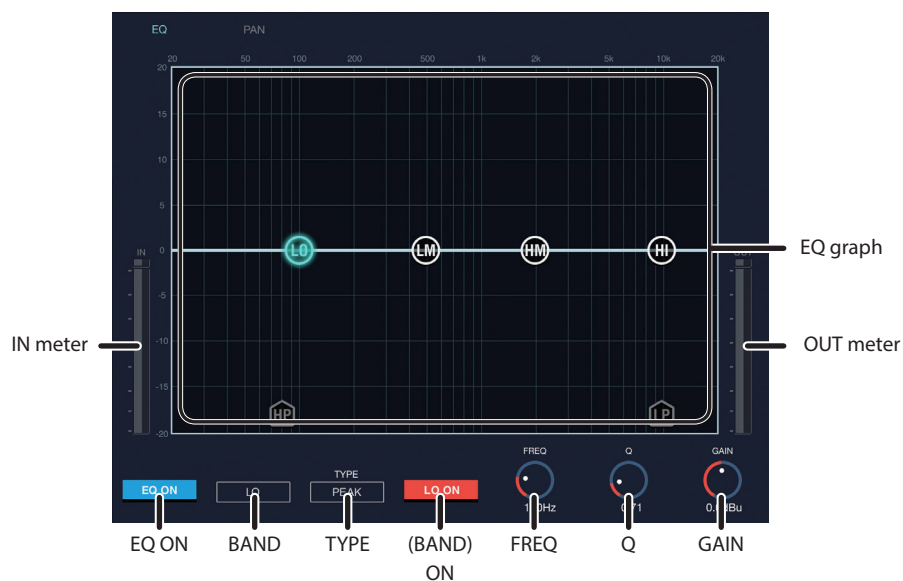 EQ PAN
20 50 100 200 500 1k 2k 5k 10k 20k
20
15
10
5
0
-5
-10
-15
-20
LO LM HM HI
EQ graph
IN
IN meter
OUT meter
HP LP
TYPE FREQ Q GAIN
EQ ON LO PEAK LO ON
EQ ON BAND TYPE (BAND) FREQ Q GAIN
ON